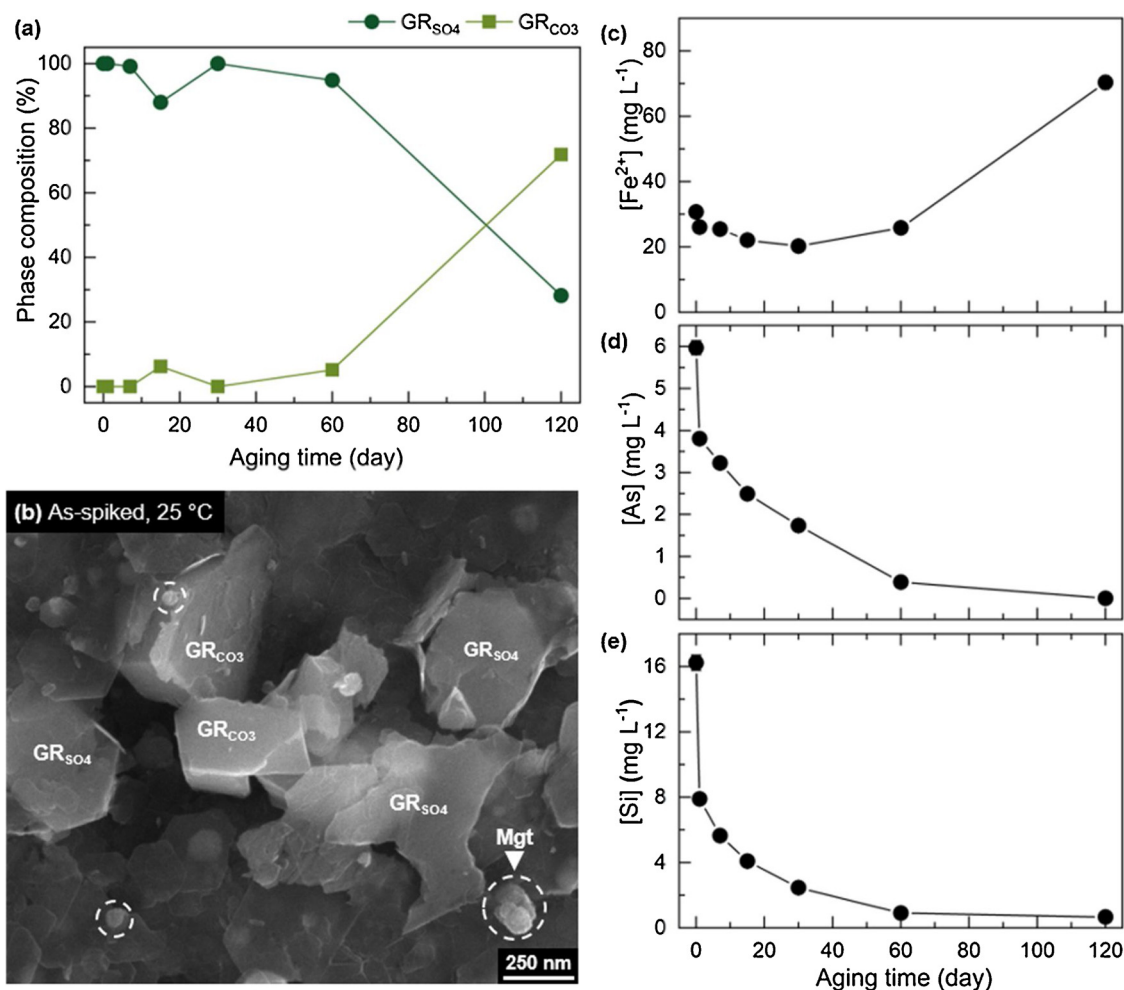 (a)
GRSO4 GRCO3
Phase composition (%)
100
80
60
40
20
0
0 20 40 60 80 100 120
Aging time (day)
(b) As-spiked, 25 °C
GRCO3
GRSO4
GRCO3
GRSO4
GRSO4
Mgt
250 nm
(c)
[Fe2+] (mg L−1)
80
60
40
20
0
(d)
[As] (mg L−1)
6
5
4
3
2
1
0
(e)
[Si] (mg L−1)
16
12
8
4
0
0 20 40 60 80 100 120
Aging time (day)